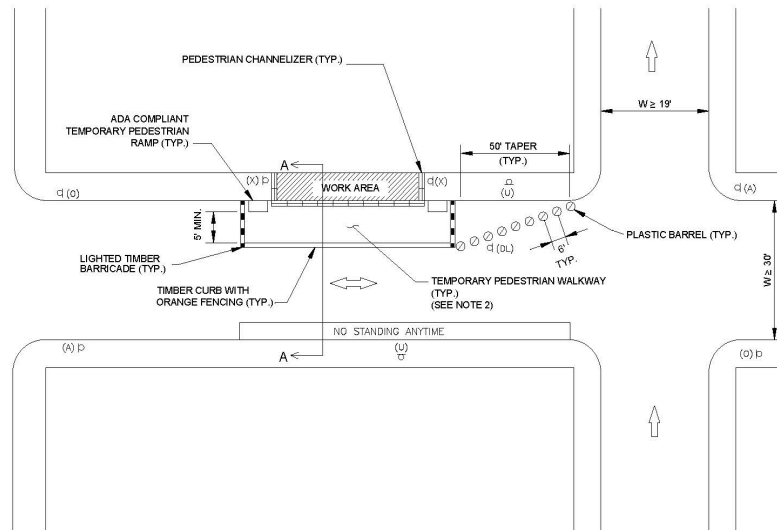 PEDESTRIAN CHANNELIZER (TYP.)
ADA COMPLIANT
TEMPORARY PEDESTRIAN
RAMP (TYP.)
W ≥ 19'
50' TAPER
(TYP.)
A
(X)
WORK AREA
(X)
(U)
(O)
(A)
5' MIN.
PLASTIC BARREL (TYP.)
(DL)
6'
TYP.
W ≥ 30'
LIGHTED TIMBER
BARRICADE (TYP.)
TIMBER CURB WITH
ORANGE FENCING (TYP.)
TEMPORARY PEDESTRIAN WALKWAY
(TYP.)
(SEE NOTE 2)
NO STANDING ANYTIME
(A)
A
(U)
(O)